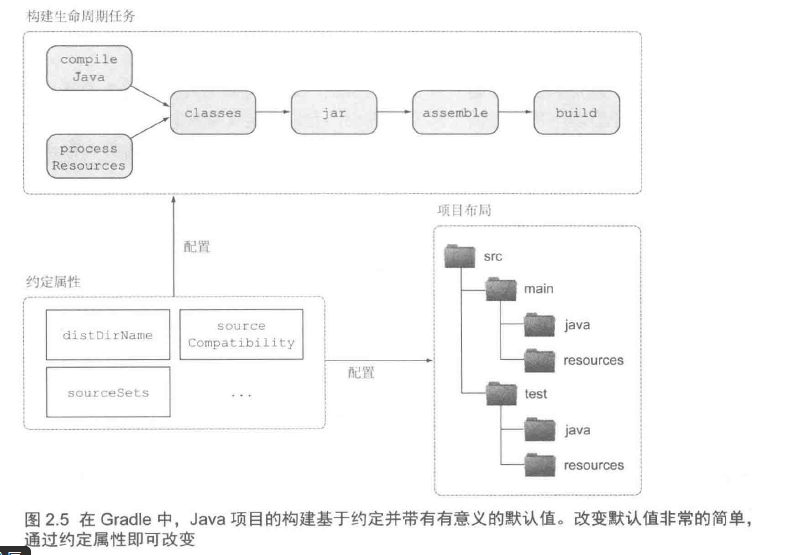 构建生命周期任务
compile
Java
process
Resources
classes
jar
assemble
build
配置
约定属性
distDirName
source
Compatibility
sourceSets
...
配置
项目布局
src
main
java
resources
test
java
resources
图 2.5 在 Gradle 中，Java 项目的构建基于约定并带有有意义的默认值。改变默认值非常的简单，
通过约定属性即可改变